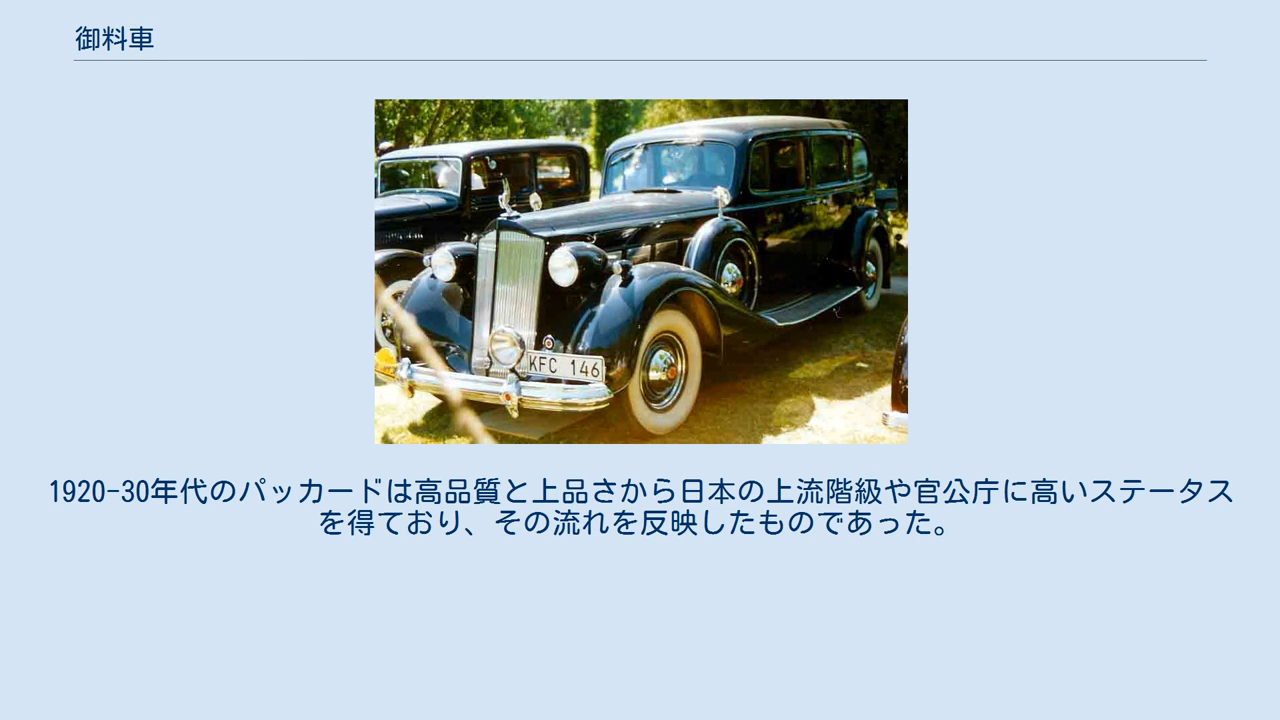 御料車
KFC 146
1920-30年代のパッカードは高品質と上品さから日本の上流階級や官公庁に高いステータス
を得ており、その流れを反映したものであった。